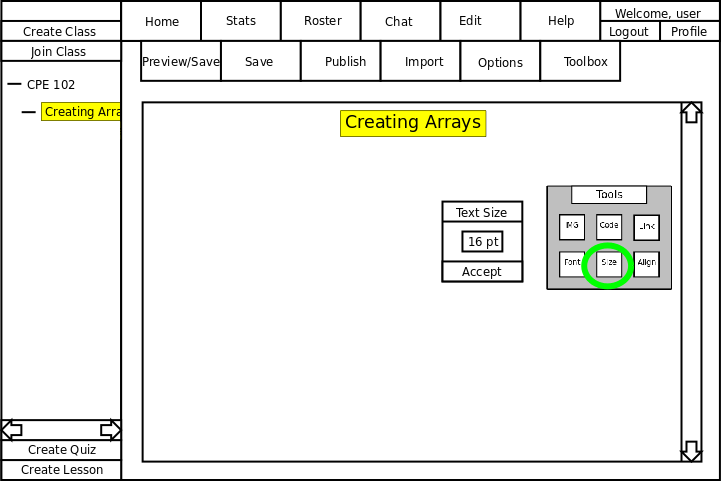 Home
Stats
Roster
Chat
Edit
Help
Welcome, user
Logout
Profile
Create Class
Join Class
Preview/Save
Save
Publish
Import
Options
Toolbox
CPE 102
Creating Arra
Creating Arrays
Text Size
16 pt
Accept
Tools
IMG
Code
Link
Font
Size
Align
Create Quiz
Create Lesson